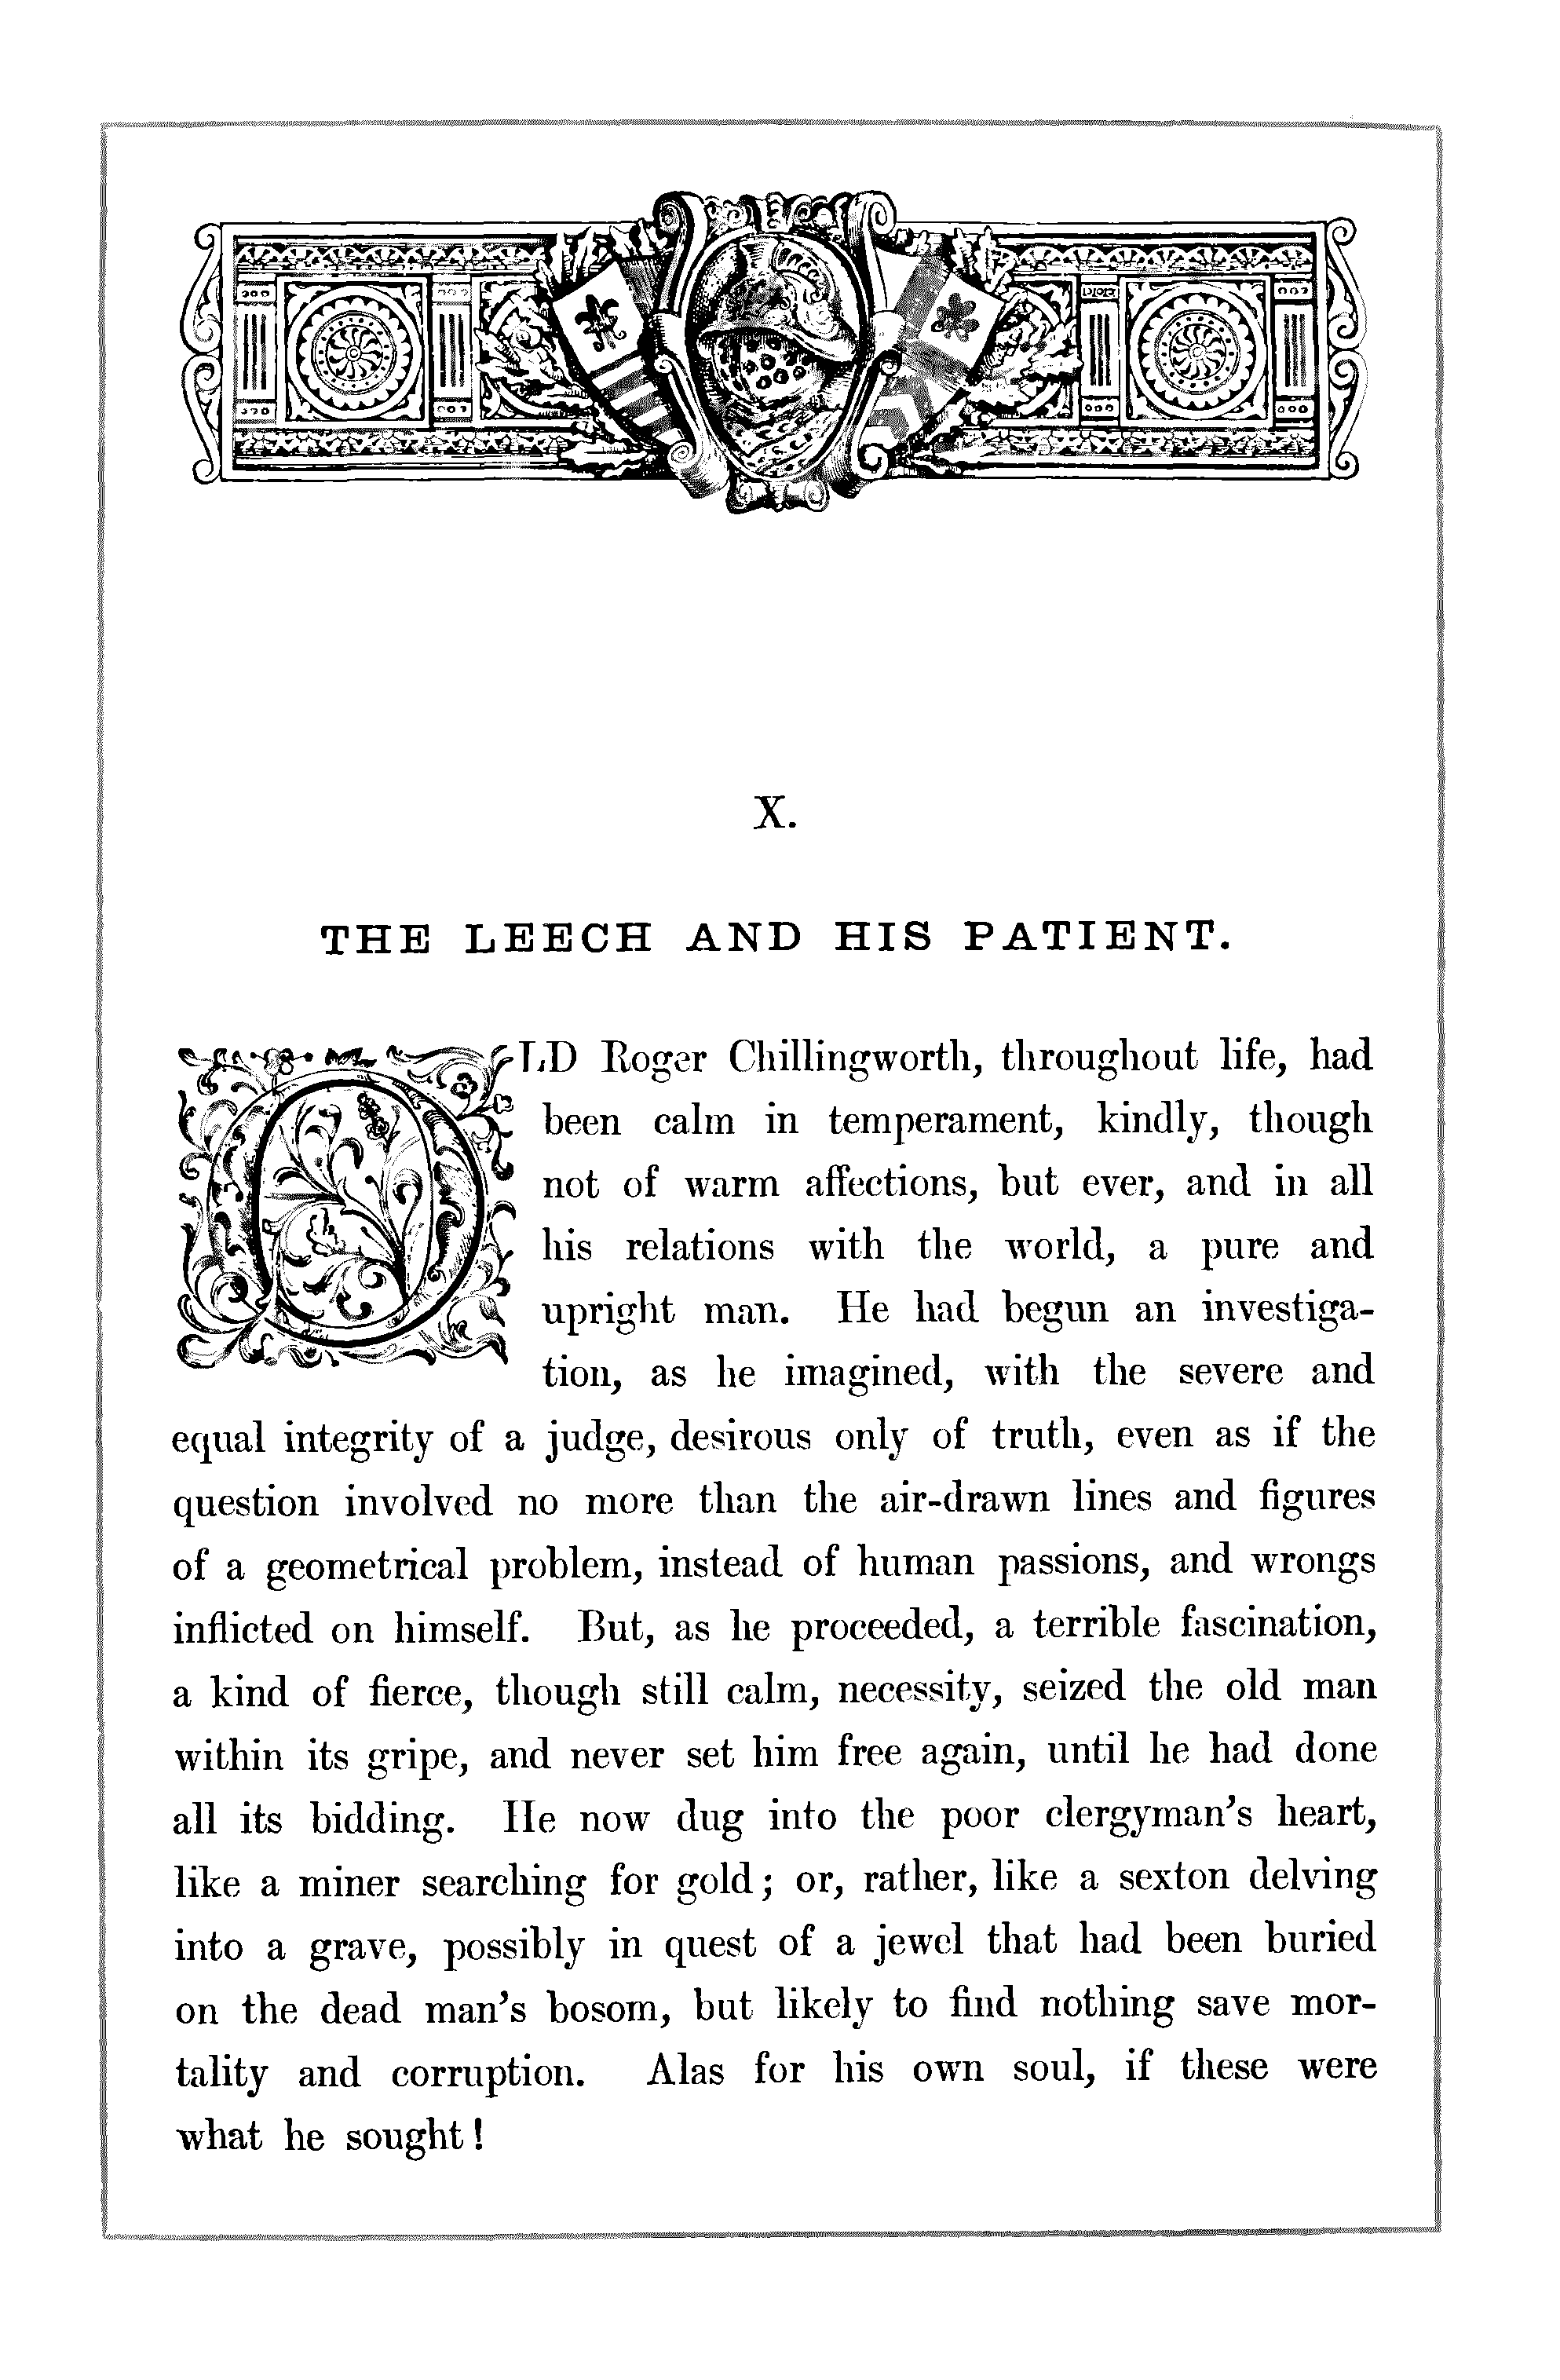 X.
THE LEECH AND HIS PATIENT.
OLD Roger Chillingworth, throughout life, had
been calm in temperament, kindly, though
not of warm affections, but ever, and in all
his relations with the world, a pure and
upright man. He had begun an investiga-
tion, as he imagined, with the severe and
equal integrity of a judge, desirous only of truth, even as if the
question involved no more than the air-drawn lines and figures
of a geometrical problem, instead of human passions, and wrongs
inflicted on himself. But, as he proceeded, a terrible fascination,
a kind of fierce, though still calm, necessity, seized the old man
within its gripe, and never set him free again, until he had done
all its bidding. He now dug into the poor clergyman's heart,
like a miner searching for gold; or, rather, like a sexton delving
into a grave, possibly in quest of a jewel that had been buried
on the dead man's bosom, but likely to find nothing save mor-
tality and corruption. Alas for his own soul, if these were
what he sought!